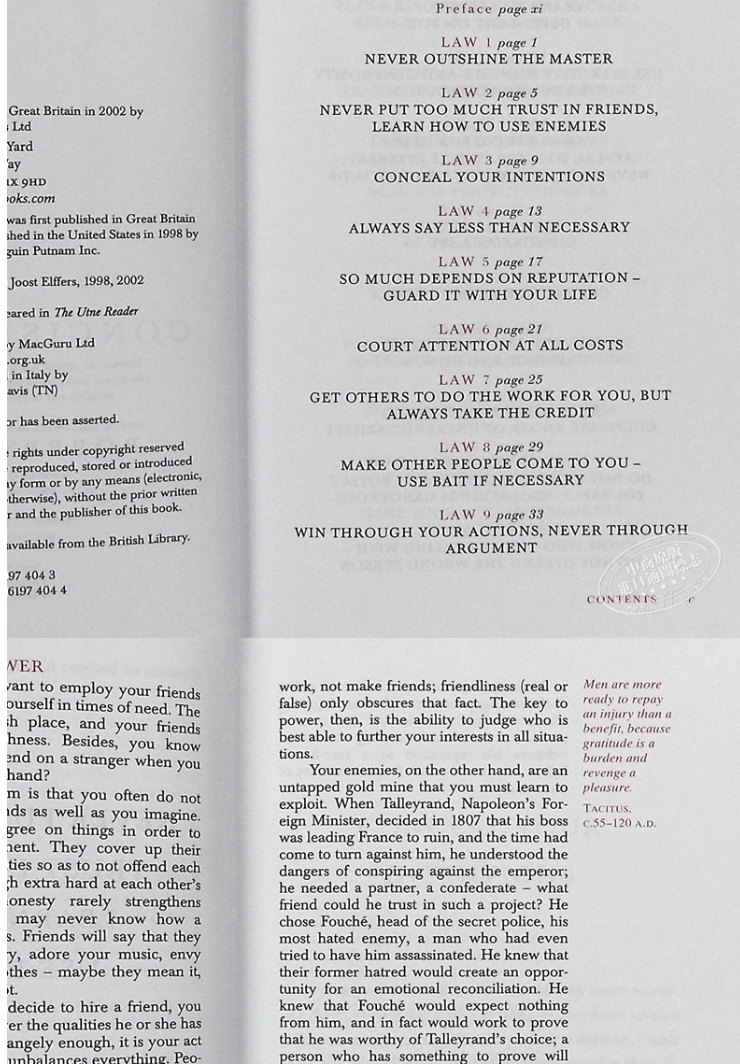 Great Britain in 2002 by
Ltd
Yard
1X 9HD
was first published in Great Britain
in the United States in 1998 by
Putnam Inc.
Joost Elffers, 1998, 2002
in The Utne Reader
by MacGuru Ltd
.org.uk
in Italy by
(TN)
has been asserted.
rights under copyright reserved
reproduced, stored or introduced
form or by any means (electronic,
without the prior written
and the publisher of this book.
available from the British Library.
97 404 3
6197 404 4
Preface page xi
LAW 1 page 1
NEVER OUTSHINE THE MASTER
LAW 2 page 5
NEVER PUT TOO MUCH TRUST IN FRIENDS,
LEARN HOW TO USE ENEMIES
LAW 3 page 9
CONCEAL YOUR INTENTIONS
LAW 4 page 13
ALWAYS SAY LESS THAN NECESSARY
LAW 5 page 17
SO MUCH DEPENDS ON REPUTATION –
GUARD IT WITH YOUR LIFE
LAW 6 page 21
COURT ATTENTION AT ALL COSTS
LAW 7 page 25
GET OTHERS TO DO THE WORK FOR YOU, BUT
ALWAYS TAKE THE CREDIT
LAW 8 page 29
MAKE OTHER PEOPLE COME TO YOU –
USE BAIT IF NECESSARY
LAW 9 page 33
WIN THROUGH YOUR ACTIONS, NEVER THROUGH
ARGUMENT
CONTENTS
WER
want to employ your friends
yourself in times of need. The
place, and your friends
Besides, you know
on a stranger when you
hand?
is that you often do not
as well as you imagine.
on things in order to
They cover up their
so as to not offend each
extra hard at each other's
rarely strengthens
may never know how a
Friends will say that they
adore your music, envy
– maybe they mean it,
decide to hire a friend, you
the qualities he or she has
enough, it is your act
unbalances everything. Peo-
work, not make friends; friendliness (real or
false) only obscures that fact. The key to
power, then, is the ability to judge who is
best able to further your interests in all situa-
tions.
Your enemies, on the other hand, are an
untapped gold mine that you must learn to
exploit. When Talleyrand, Napoleon's For-
eign Minister, decided in 1807 that his boss
was leading France to ruin, and the time had
come to turn against him, he understood the
dangers of conspiring against the emperor;
he needed a partner, a confederate – what
friend could he trust in such a project? He
chose Fouché, head of the secret police, his
most hated enemy, a man who had even
tried to have him assassinated. He knew that
their former hatred would create an oppor-
tunity for an emotional reconciliation. He
knew that Fouché would expect nothing
from him, and in fact would work to prove
that he was worthy of Talleyrand's choice; a
person who has something to prove will
Men are more
ready to repay
an injury than a
benefit, because
gratitude is a
burden and
revenge a
pleasure.
TACITUS,
C.55–120 A.D.